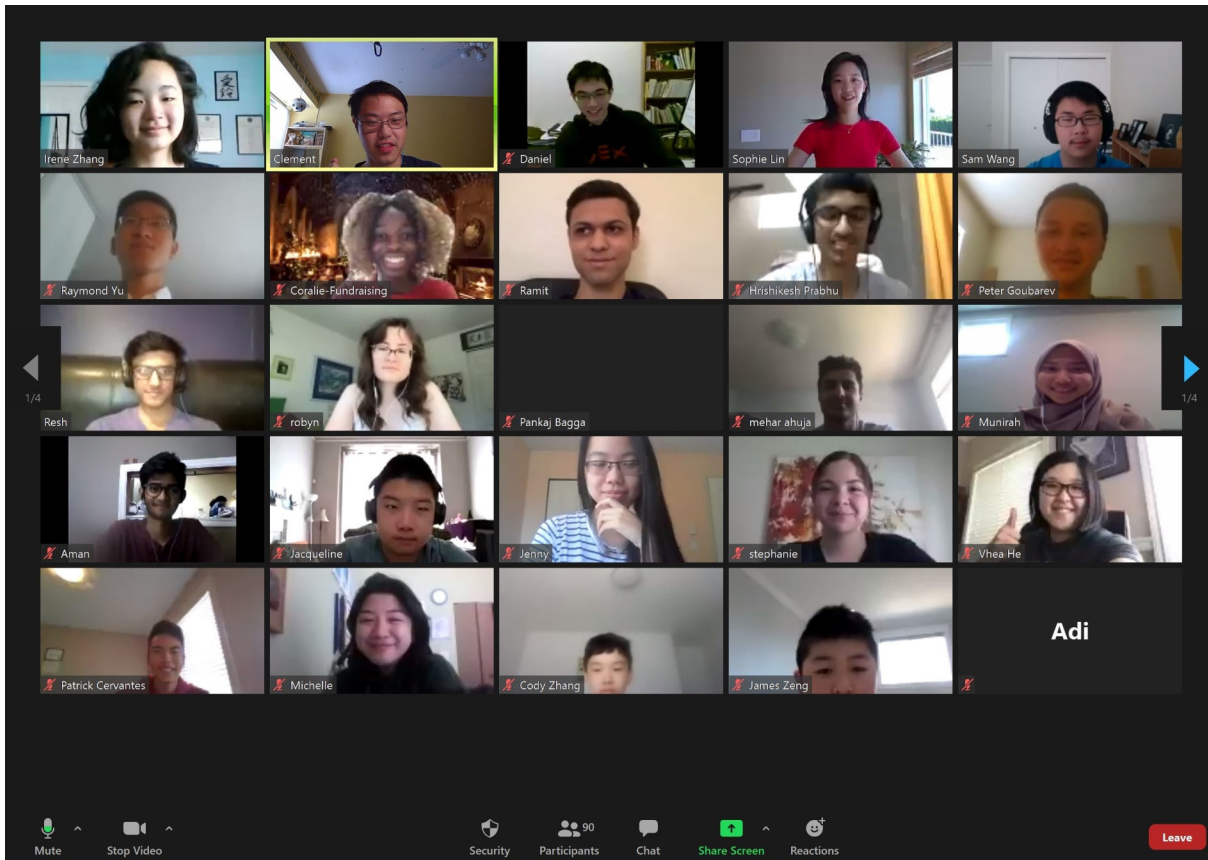 Irene Zhang
Clement
Daniel
Sophie Lin
Sam Wang
Raymond Yu
Coralie-Fundraising
Ramit
Hrishikesh Prabhu
Peter Goubarev
1/4
1/4
Resh
robyn
Pankaj Bagga
mehar ahuja
Munirah
Aman
Jacqueline
Jenny
stephanie
Vhea He
Patrick Cervantes
Michelle
Cody Zhang
James Zeng
Adi
Mute
Stop Video
Security
90
Participants
Chat
Share Screen
Reactions
Leave